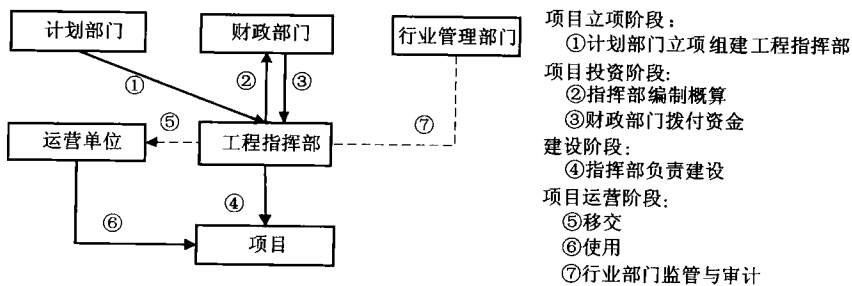 计划部门
财政部门
行业管理部门
①
②
③
⑤
⑦
运营单位
工程指挥部
④
⑥
项目
项目立项阶段：
①计划部门立项组建工程指挥部
项目投资阶段：
②指挥部编制概算
③财政部门拨付资金
建设阶段：
④指挥部负责建设
项目运营阶段：
⑤移交
⑥使用
⑦行业部门监管与审计